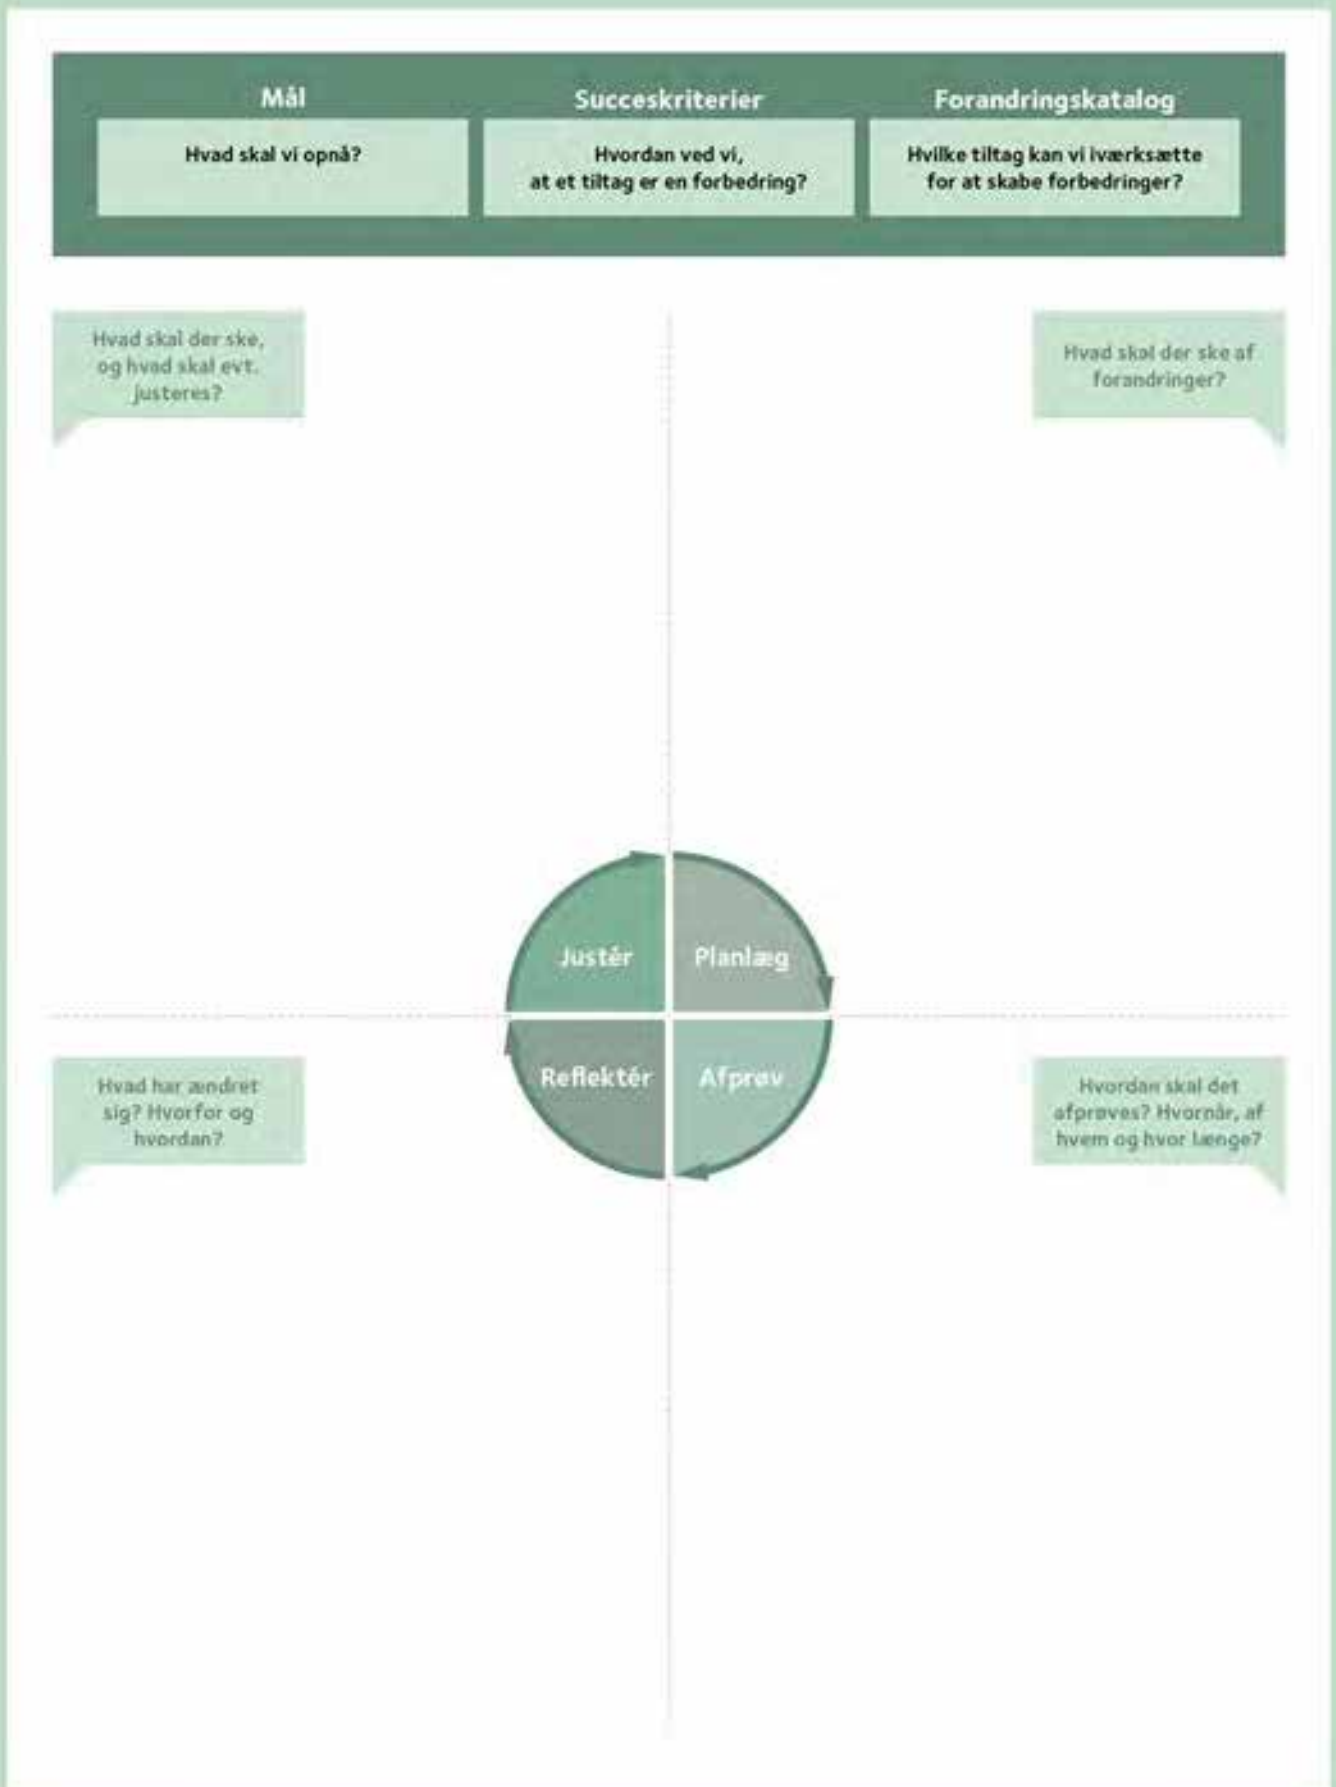 Mål
Hvad skal vi opnå?
Succeskriterier
Hvordan ved vi,
at et tiltag er en forbedring?
Forandringskatalog
Hvilke tiltag kan vi iværksætte
for at skabe forbedringer?
Hvad skal der ske,
og hvad skal evt.
justeres?
Hvad skal der ske af
forandringer?
Justér
Planlæg
Reflektér
Afprøv
Hvad har ændret
sig? Hvorfor og
hvordan?
Hvordan skal det
afprøves? Hvornår, af
hvem og hvor længe?